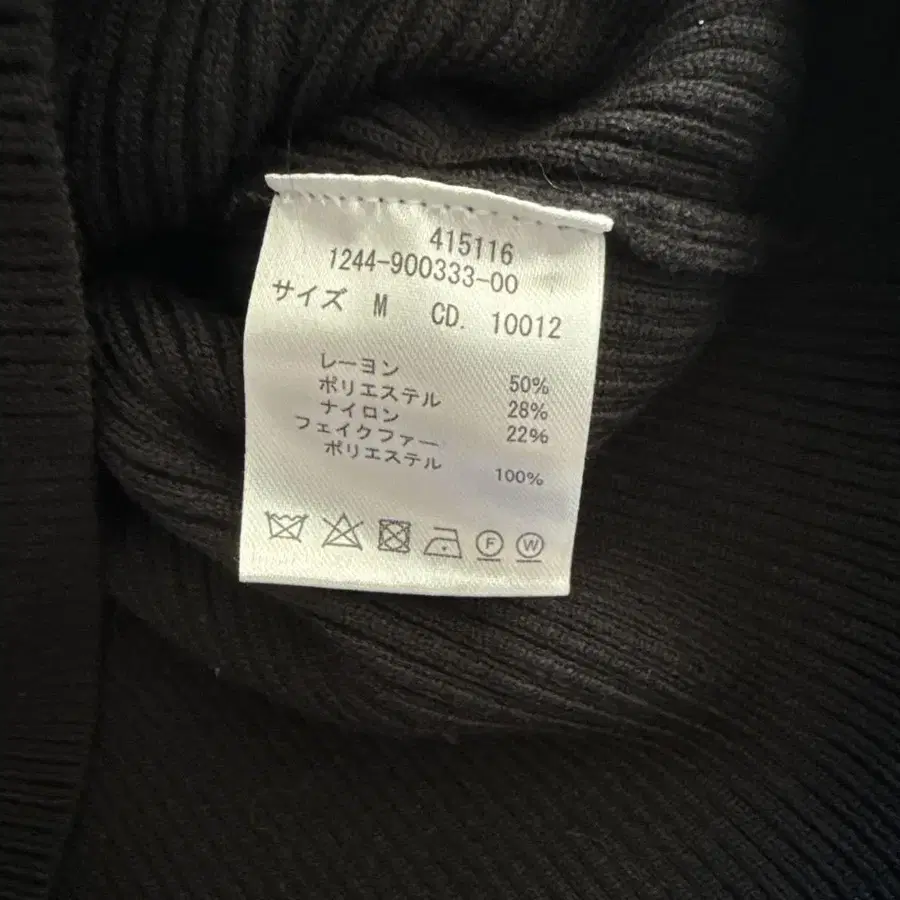 415116
1244-900333-00
サイズ M CD. 10012
レーヨン 50%
ポリエステル 28%
ナイロン 22%
フェイクファー
ポリエステル 100%
F W